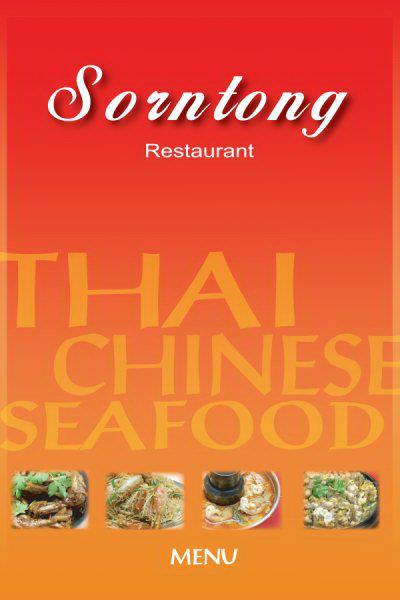 Sorntong
Restaurant
THAI
CHINESE
SEAFOOD
MENU